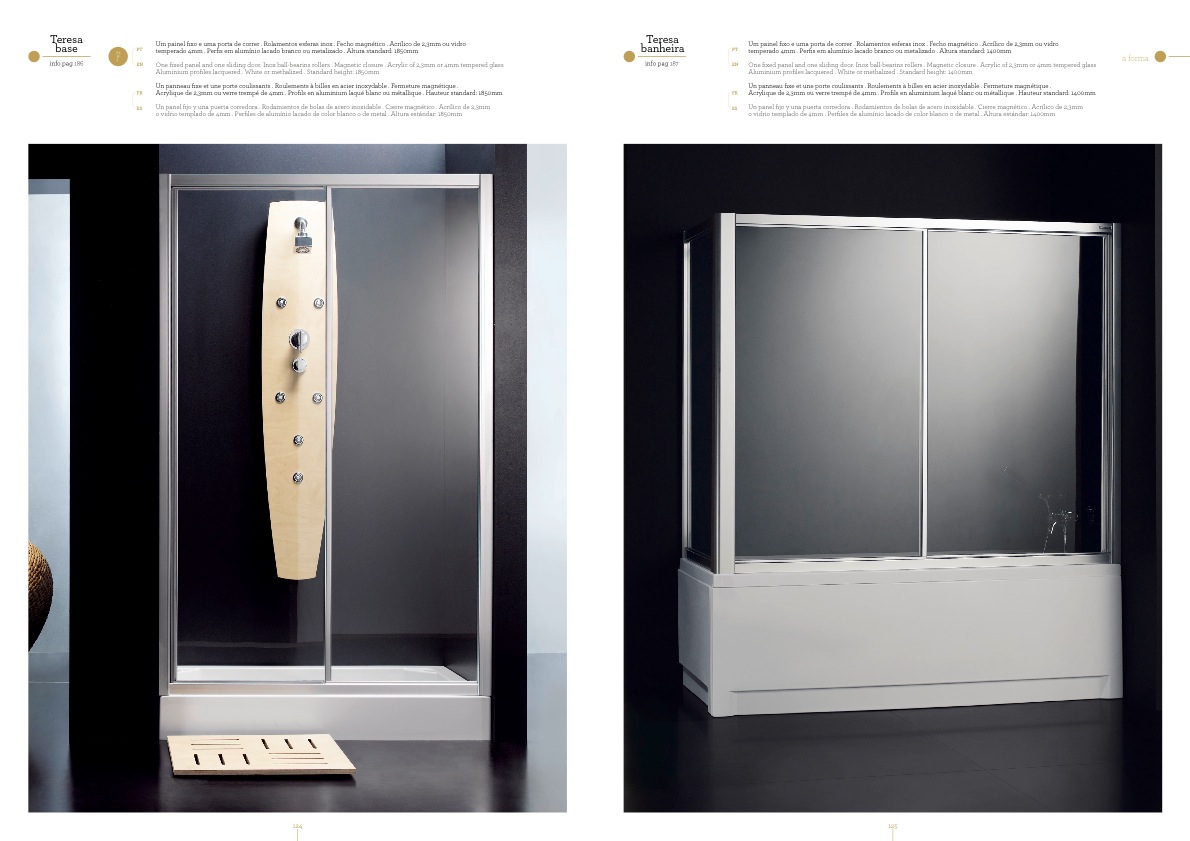 Teresa
base
info pag 186
?
PT
Um painel fixo e uma porta de correr . Rolamentos esferas inox . Fecho magnético . Acrílico de 2,3mm ou vidro
temperado 4mm . Perfis em alumínio lacado branco ou metalizado . Altura standard: 1850mm
EN
One fixed panel and one sliding door. Inox ball-bearins rollers . Magnetic closure . Acrylic of 2,3mm or 4mm tempered glass
Aluminium profiles lacquered . White or methalized . Standard height: 1850mm
FR
Un panneau fixe et une porte coulissants . Roulements à billes en acier inoxydable . Fermeture magnétique .
Acrylique de 2,3mm ou verre trempé de 4mm . Profils en aluminium laqué blanc ou métallique . Hauteur standard: 1850mm
ES
Un panel fijo y una puerta corredora . Rodamientos de bolas de acero inoxidable . Cierre magnético . Acrílico de 2,3mm
o vidrio templado de 4mm . Perfiles de aluminio lacado de color blanco o de metal . Altura estándar: 1850mm
124
Teresa
banheira
info pag 187
PT
Um painel fixo e uma porta de correr . Rolamentos esferas inox . Fecho magnético . Acrílico de 2,3mm ou vidro
temperado 4mm . Perfis em alumínio lacado branco ou metalizado . Altura standard: 1400mm
EN
One fixed panel and one sliding door. Inox ball-bearins rollers . Magnetic closure . Acrylic of 2,3mm or 4mm tempered glass
Aluminium profiles lacquered . White or methalized . Standard height: 1400mm
FR
Un panneau fixe et une porte coulissants . Roulements à billes en acier inoxydable . Fermeture magnétique .
Acrylique de 2,3mm ou verre trempé de 4mm . Profils en aluminium laqué blanc ou métallique . Hauteur standard: 1400mm
ES
Un panel fijo y una puerta corredora . Rodamientos de bolas de acero inoxidable . Cierre magnético . Acrílico de 2,3mm
o vidrio templado de 4mm . Perfiles de aluminio lacado de color blanco o de metal . Altura estándar: 1400mm
a forma
125